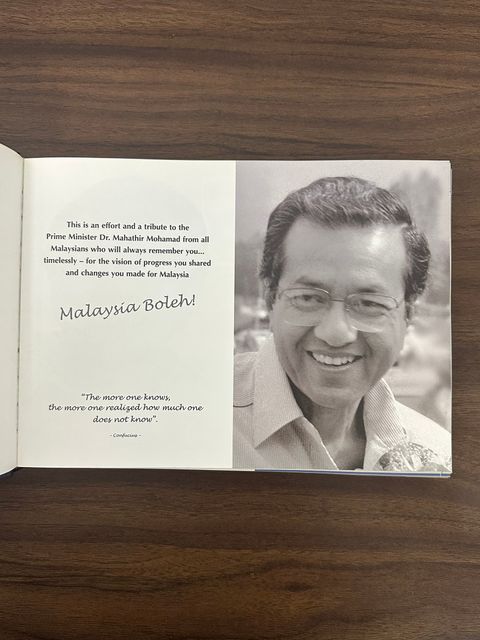 This is an effort and a tribute to the
Prime Minister Dr. Mahathir Mohamad from all
Malaysians who will always remember you...
timelessly – for the vision of progress you shared
and changes you made for Malaysia
Malaysia Boleh!
"The more one knows,
the more one realized how much one
does not know".
- Confucius -